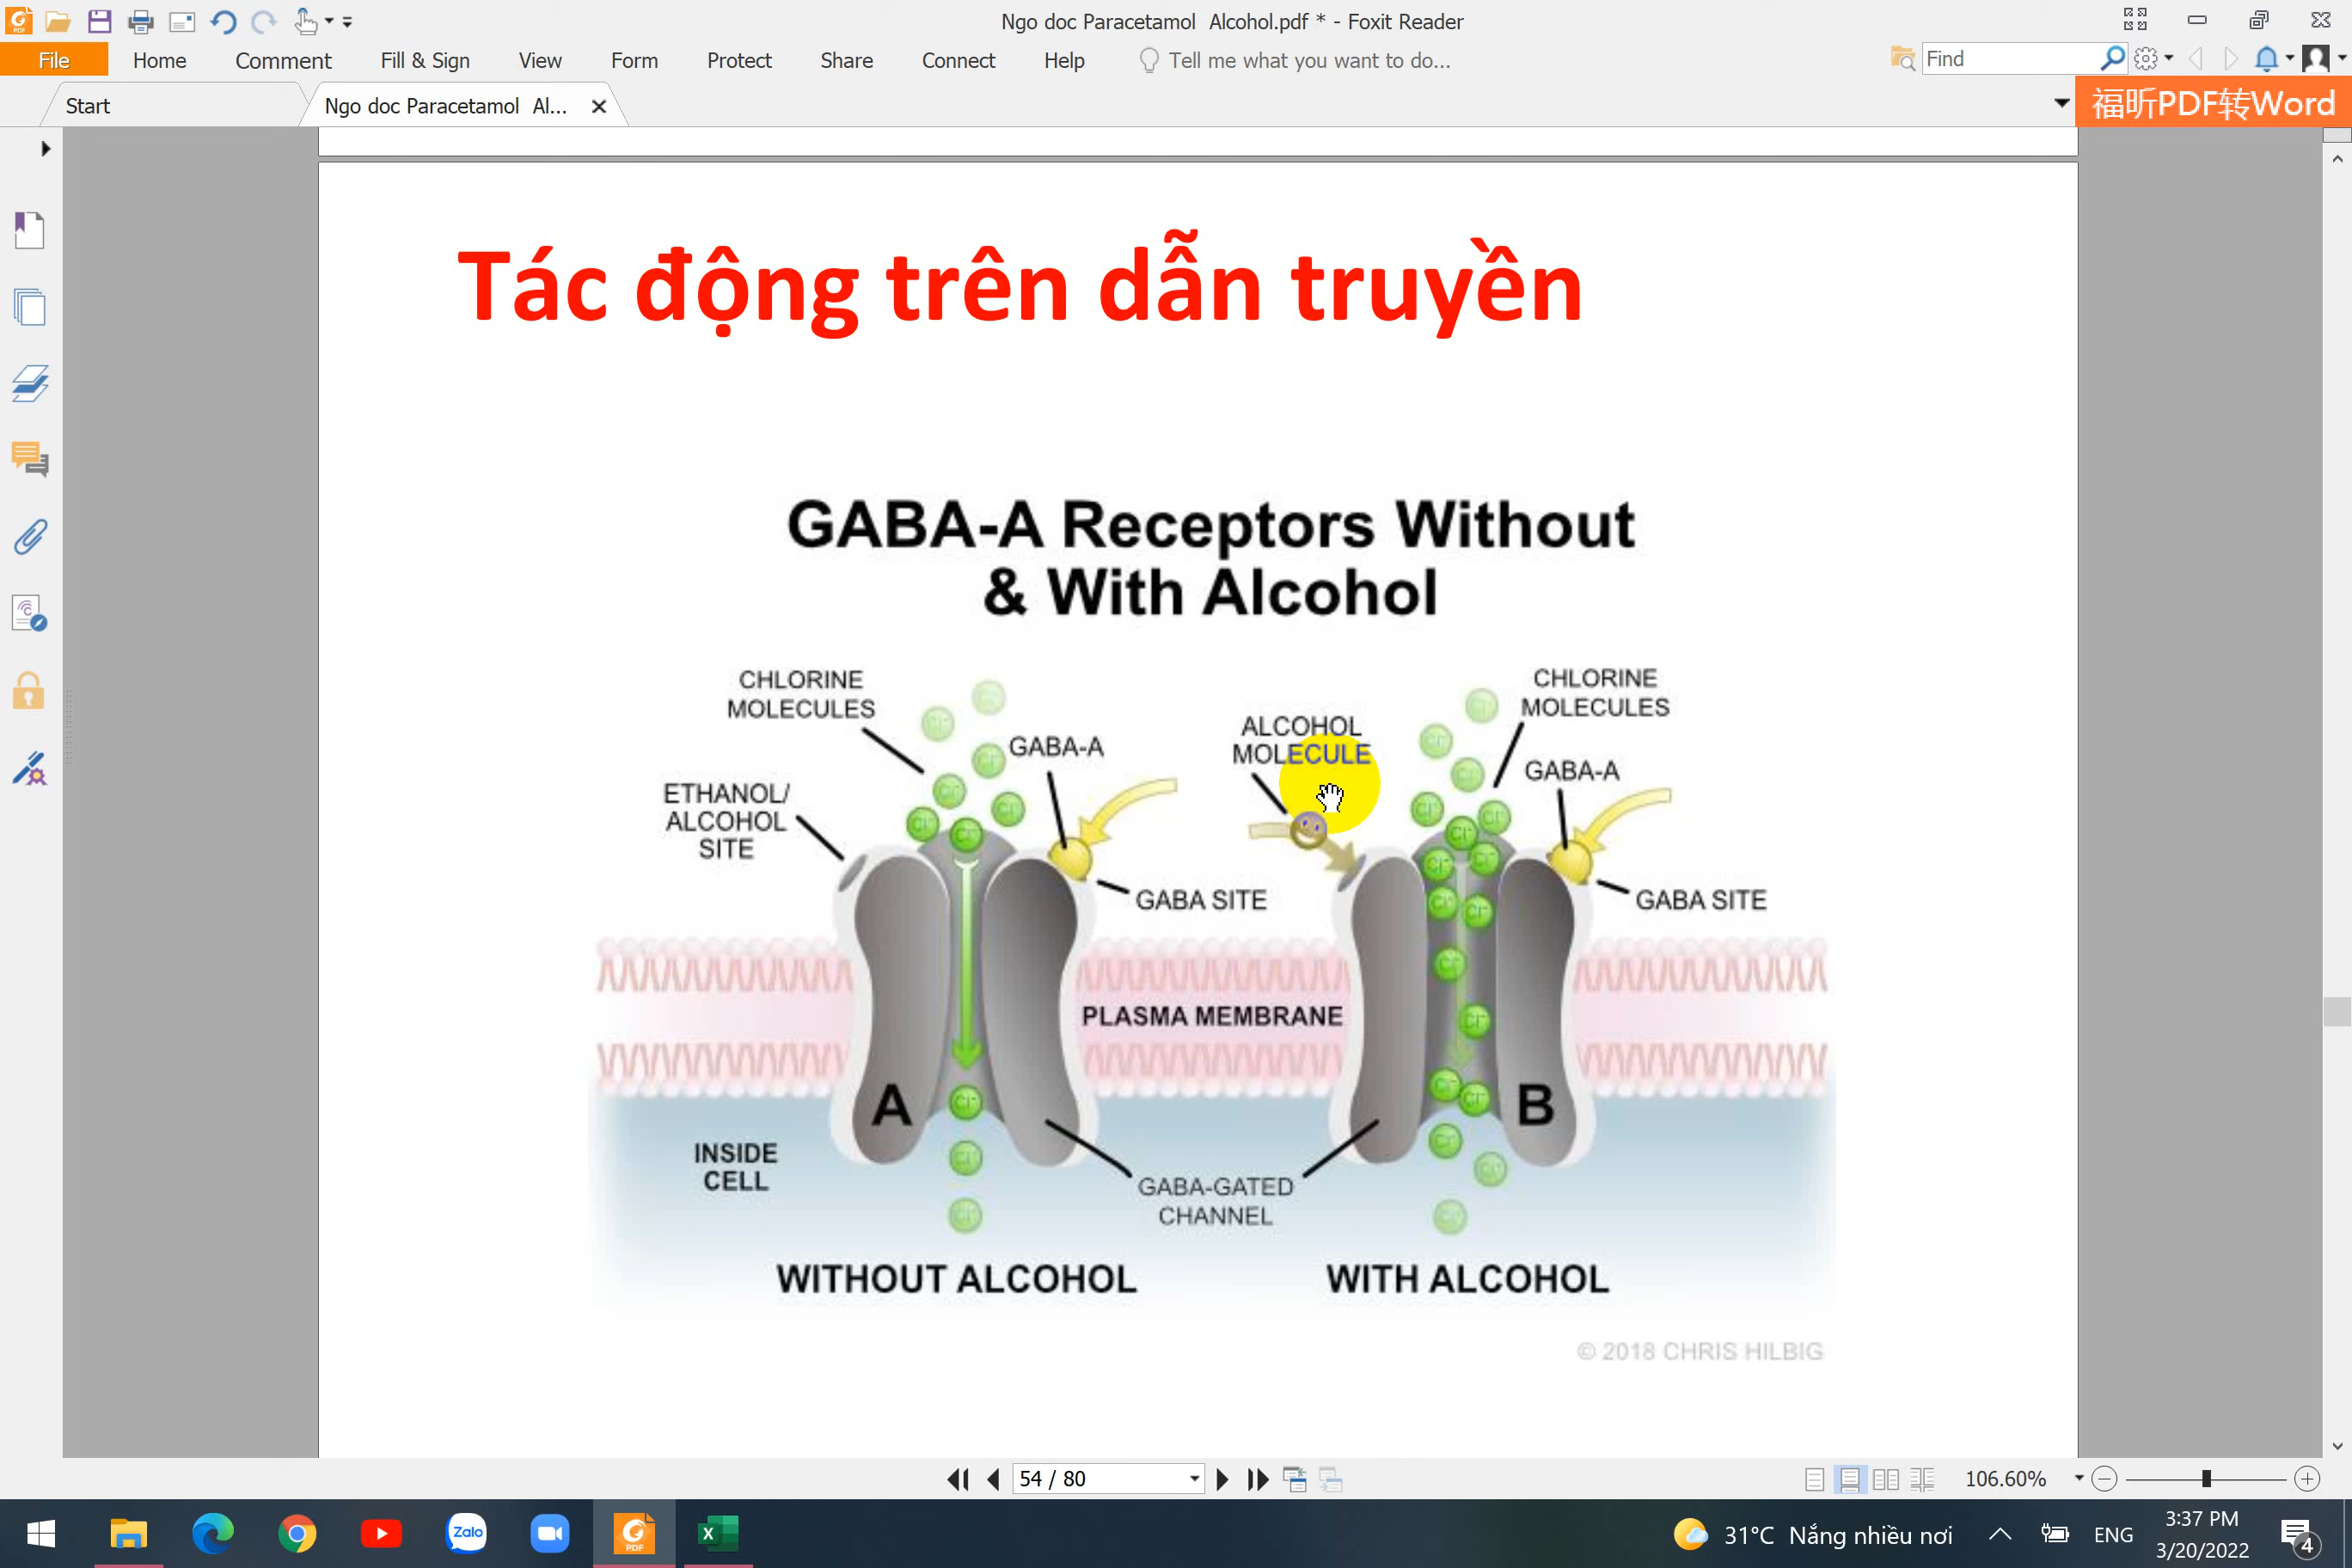 Ngo doc Paracetamol  Alcohol.pdf * - Foxit Reader
File Home Comment Fill & Sign View Form Protect Share Connect Help Tell me what you want to do... Find
Start Ngo doc Paracetamol  Al... 福昕PDF转Word
Tác động trên dẫn truyền
GABA-A Receptors Without
& With Alcohol
CHLORINE
MOLECULES
GABA-A
ETHANOL/
ALCOHOL
SITE
GABA SITE
ALCOHOL
MOLECULE
CHLORINE
MOLECULES
GABA-A
GABA SITE
PLASMA MEMBRANE
A
B
INSIDE
CELL
GABA-GATED
CHANNEL
WITHOUT ALCOHOL
WITH ALCOHOL
© 2018 CHRIS HILBIG
54 / 80
106.60%
31°C Nắng nhiều nơi
ENG
3:37 PM
3/20/2022
4